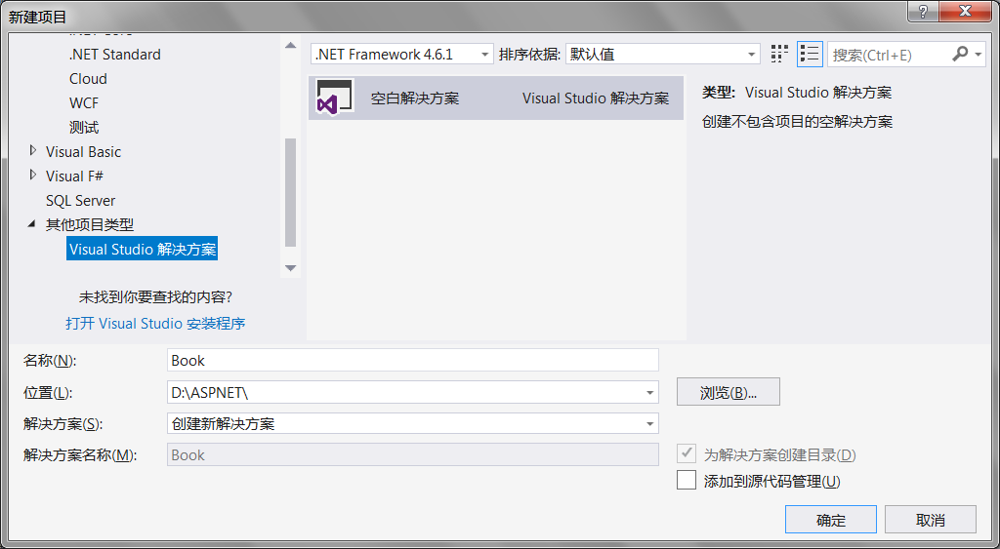 新建项目
.NET Standard
Cloud
WCF
测试
Visual Basic
Visual F#
SQL Server
其他项目类型
Visual Studio 解决方案
未找到你要查找的内容?
打开 Visual Studio 安装程序
.NET Framework 4.6.1 排序依据: 默认值 搜索(Ctrl+E)
空白解决方案 Visual Studio 解决方案
类型: Visual Studio 解决方案
创建不包含项目的空解决方案
名称(N): Book
位置(L): D:\ASPNET\ 浏览(B)...
解决方案(S): 创建新解决方案
解决方案名称(M): Book 为解决方案创建目录(D)
添加到源代码管理(U)
确定 取消